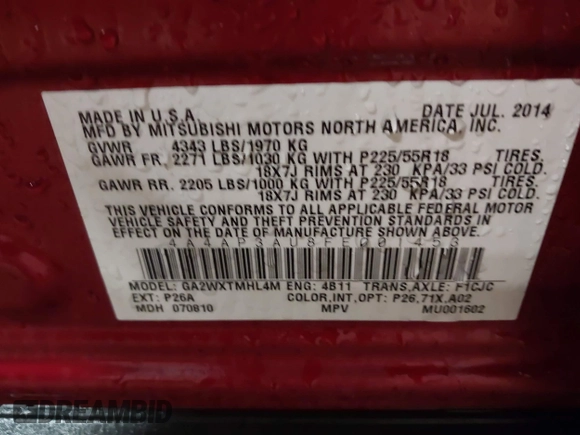 MADE IN U.S.A. DATE JUL. 2014
MFD BY MITSUBISHI MOTORS NORTH AMERICA, INC.
GVWR 4343 LBS/1970 KG
GAWR FR. 2271 LBS/1030 KG WITH P225/55R18 TIRES.
18X7J RIMS AT 230 KPA/33 PSI COLD.
GAWR RR. 2205 LBS/1000 KG WITH P225/55R18 TIRES.
18X7J RIMS AT 230 KPA/33 PSI COLD.
THIS VEHICLE CONFORMS TO ALL APPLICABLE FEDERAL MOTOR
VEHICLE SAFETY AND THEFT PREVENTION STANDARDS IN
EFFECT ON THE DATE OF MANUFACTURE SHOWN ABOVE.
4A4AP3AU8FE001453
MODEL: GA2WXTMHL4M ENG: 4B11 TRANS,AXLE: F1CJC
EXT: P26A COLOR,INT,OPT: P26,71X,A02
MDH 070810 MPV MU001602
DREAMBID